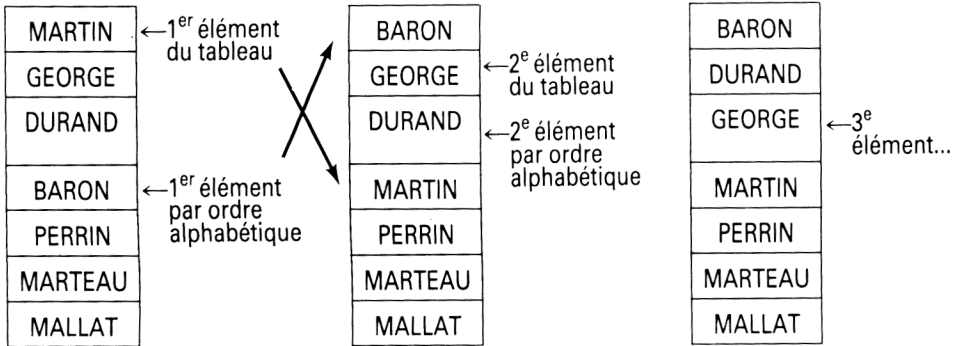 MARTIN
GEORGE
DURAND
BARON
PERRIN
MARTEAU
MALLAT
←1er élément
du tableau
←1er élément
par ordre
alphabétique
BARON
GEORGE
DURAND
MARTIN
PERRIN
MARTEAU
MALLAT
←2e élément
du tableau
←2e élément
par ordre
alphabétique
BARON
DURAND
GEORGE
MARTIN
PERRIN
MARTEAU
MALLAT
←3e
élément...